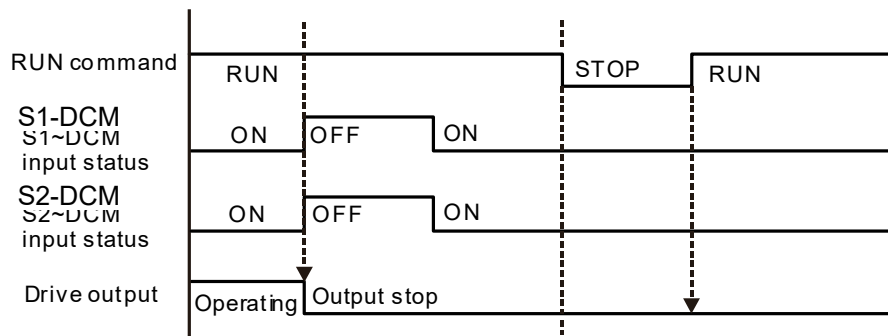 RUN command
RUN
STOP
RUN
S1-DCM
S1~DCM
input status
ON
OFF
ON
S2-DCM
S2~DCM
input status
ON
OFF
ON
Drive output
Operating
Output stop